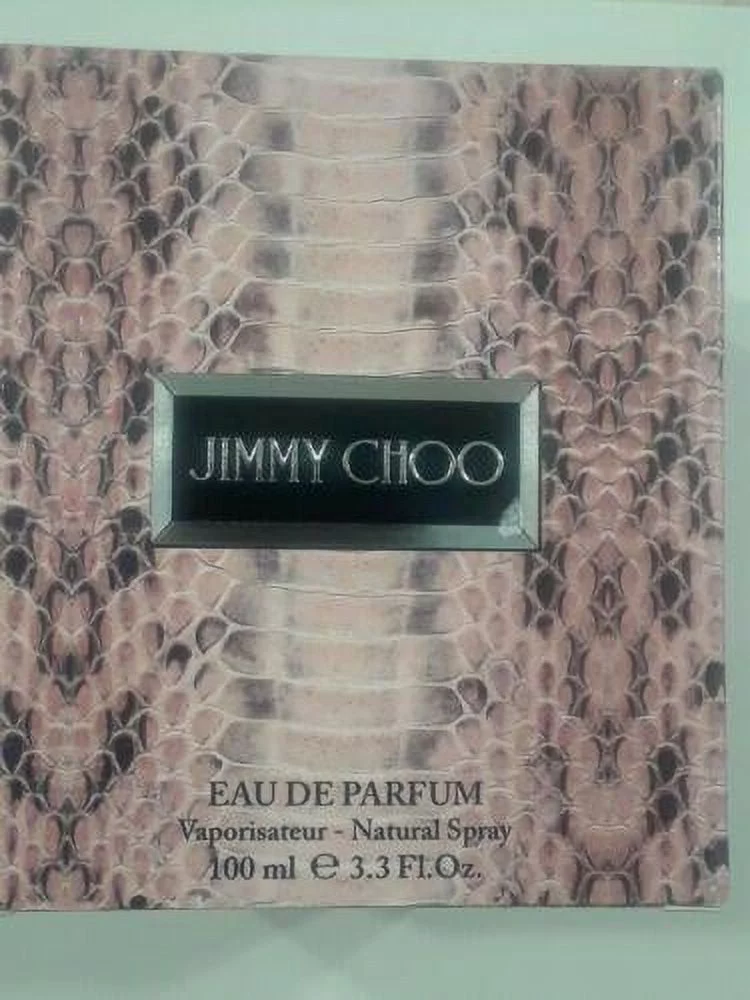 JIMMY CHOO
EAU DE PARFUM
Vaporisateur - Natural Spray
100 ml ℮ 3.3 Fl.Oz.